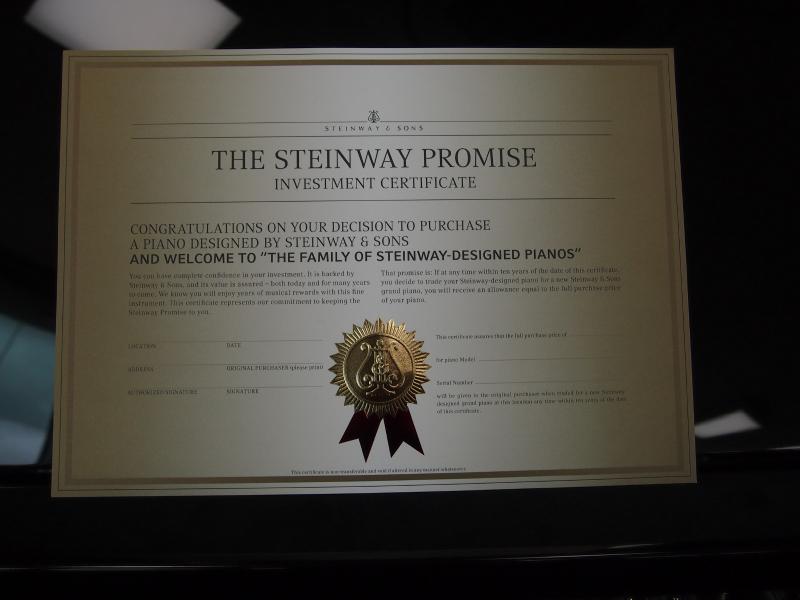 STEINWAY & SONS
THE STEINWAY PROMISE
INVESTMENT CERTIFICATE
CONGRATULATIONS ON YOUR DECISION TO PURCHASE
A PIANO DESIGNED BY STEINWAY & SONS
AND WELCOME TO "THE FAMILY OF STEINWAY-DESIGNED PIANOS"
You you have complete confidence in your investment. It is backed by
Steinway & Sons, and its value is assured – both today and for many years
to come. We know you will enjoy years of musical rewards with this fine
instrument. This certificate represents our commitment to keeping the
Steinway Promise to you.
That promise is: If at any time within ten years of the date of this certificate,
you decide to trade your Steinway-designed piano for a new Steinway & Sons
grand piano, you will receive an allowance equal to the full purchase price
of your piano.
LOCATION DATE
ADDRESS ORIGINAL PURCHASER (please print)
AUTHORIZED SIGNATURE SIGNATURE
This certificate assures that the full purchase price of
for piano Model
Serial Number
will be given to the original purchaser when traded for a new Steinway
designed grand piano at this location any time within ten years of the date
of this certificate.
This certificate is non-transferable and void if altered in any manner whatsoever.